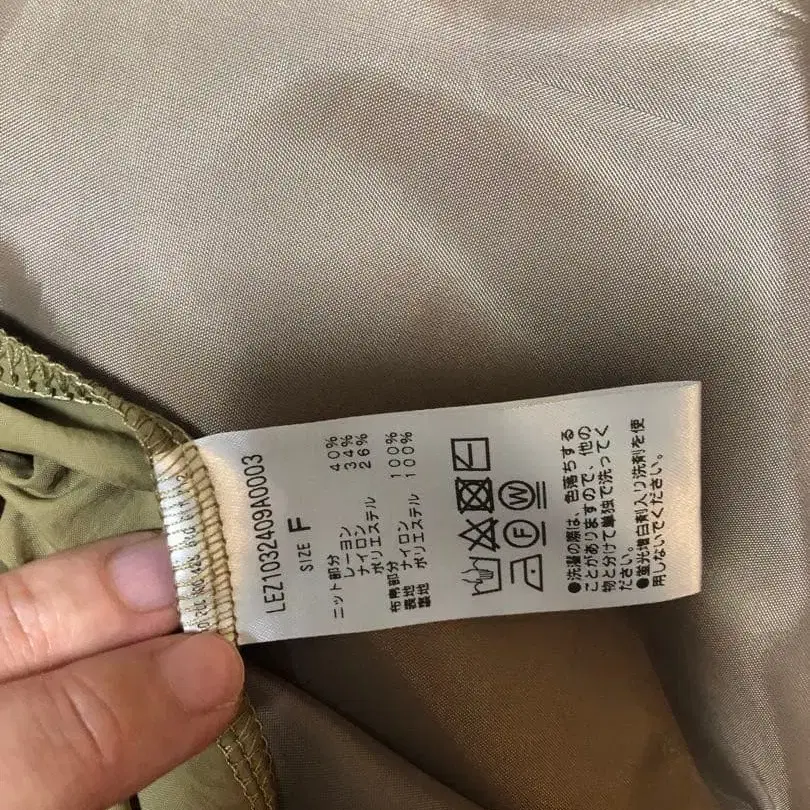 LEZ1032409A0003
SIZE F
ニット部分
レーヨン 40%
ナイロン 34%
ポリエステル 26%
布帛部分
表地 ナイロン 100%
裏地 ポリエステル 100%
F W
●洗濯の際は、色落ちする
ことがありますので、他の
物と分けて単独で洗ってく
ださい。
●蛍光増白剤入り洗剤を使
用しないでください。